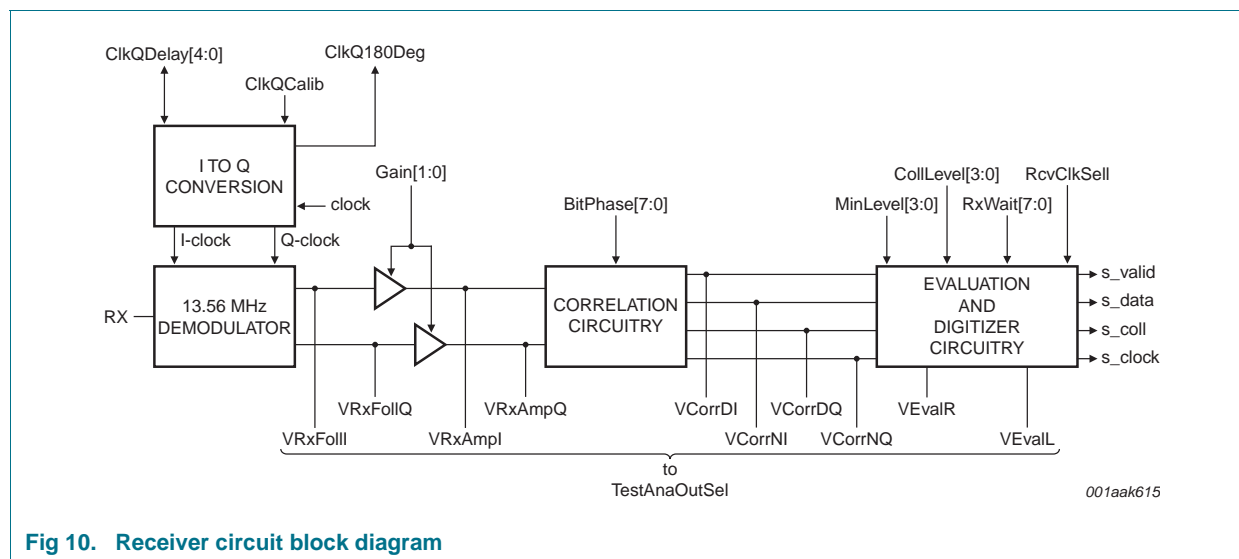 ClkQDelay[4:0]
ClkQ180Deg
ClkQCalib
I TO Q
CONVERSION
clock
Gain[1:0]
BitPhase[7:0]
CollLevel[3:0]
RcvClkSelI
MinLevel[3:0]
RxWait[7:0]
I-clock
Q-clock
RX
13.56 MHz
DEMODULATOR
CORRELATION
CIRCUITRY
EVALUATION
AND
DIGITIZER
CIRCUITRY
s_valid
s_data
s_coll
s_clock
VRxFollI
VRxFollQ
VRxAmpI
VRxAmpQ
VCorrDI
VCorrNI
VCorrDQ
VCorrNQ
VEvalR
VEvalL
to
TestAnaOutSel
001aak615
Fig 10. Receiver circuit block diagram